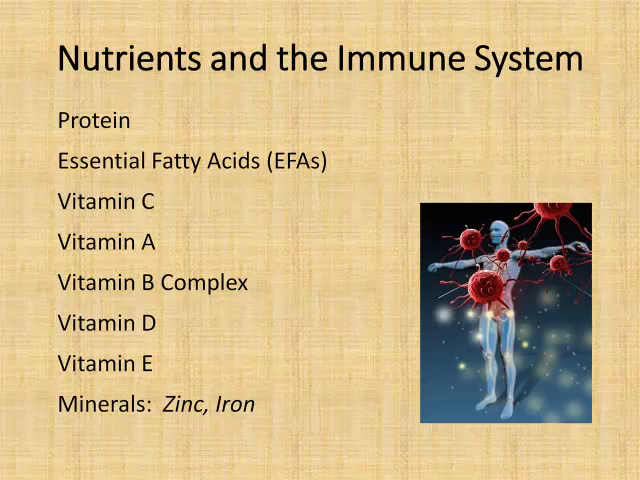 Nutrients and the Immune System
Protein
Essential Fatty Acids (EFAs)
Vitamin C
Vitamin A
Vitamin B Complex
Vitamin D
Vitamin E
Minerals: Zinc, Iron